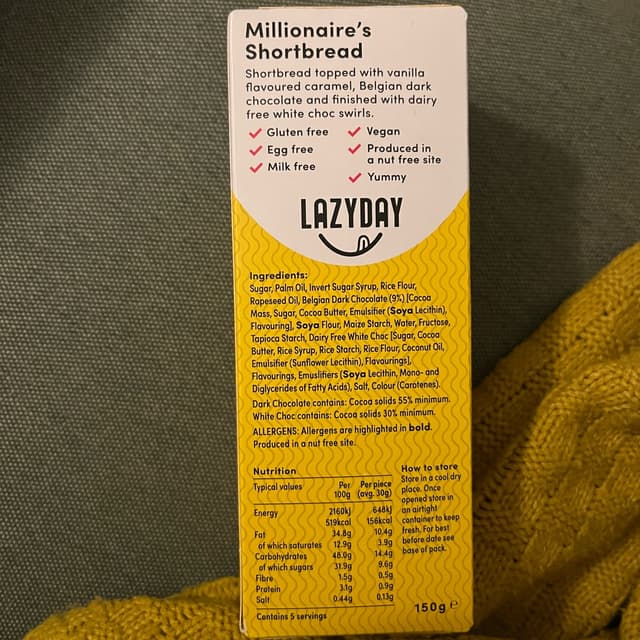 Millionaire's
Shortbread
Shortbread topped with vanilla
flavoured caramel, Belgian dark
chocolate and finished with dairy
free white choc swirls.
Gluten free
Egg free
Milk free
Vegan
Produced in
a nut free site
Yummy
LAZYDAY
Ingredients:
Sugar, Palm Oil, Invert Sugar Syrup, Rice Flour,
Rapeseed Oil, Belgian Dark Chocolate (9%) [Cocoa
Mass, Sugar, Cocoa Butter, Emulsifier (Soya Lecithin),
Flavouring], Soya Flour, Maize Starch, Water, Fructose,
Tapioca Starch, Dairy Free White Choc [Sugar, Cocoa
Butter, Rice Syrup, Rice Starch, Rice Flour, Coconut Oil,
Emulsifier (Sunflower Lecithin), Flavourings],
Flavourings, Emuslifiers (Soya Lecithin, Mono- and
Diglycerides of Fatty Acids), Salt, Colour (Carotenes).
Dark Chocolate contains: Cocoa solids 55% minimum.
White Choc contains: Cocoa solids 30% minimum.
ALLERGENS: Allergens are highlighted in bold.
Produced in a nut free site.
Nutrition
Typical values Per 100g Per piece (avg. 30g)
Energy 2160kJ 648kJ
519kcal 156kcal
Fat 34.8g 10.4g
of which saturates 12.9g 3.9g
Carbohydrates 48.0g 14.4g
of which sugars 31.9g 9.6g
Fibre 1.5g 0.5g
Protein 3.1g 0.9g
Salt 0.44g 0.13g
Contains 5 servings
How to store
Store in a cool dry
place. Once
opened store in
an airtight
container to keep
fresh. For best
before date see
base of pack.
150g e